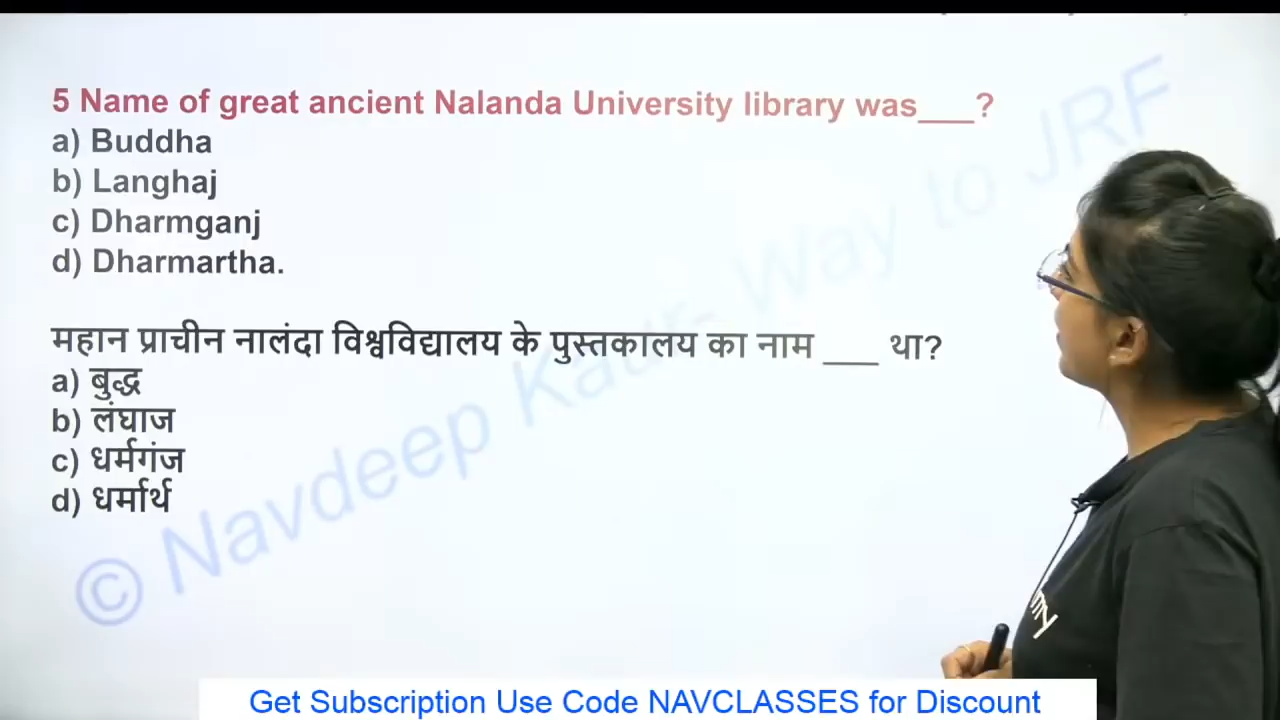 5 Name of great ancient Nalanda University library was___?
a) Buddha
b) Langhaj
c) Dharmganj
d) Dharmartha.
महान प्राचीन नालंदा विश्वविद्यालय के पुस्तकालय का नाम ___ था?
a) बुद्ध
b) लंघाज
c) धर्मगंज
d) धर्मार्थ
© Navdeep Kaur- Way to JRF
my
Get Subscription Use Code NAVCLASSES for Discount